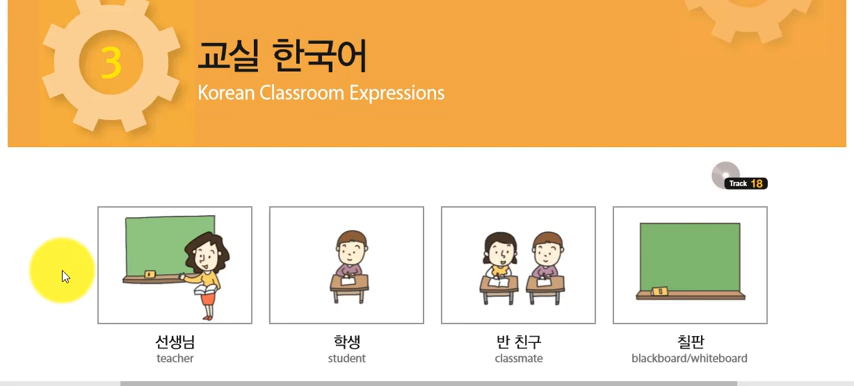 3
교실 한국어
Korean Classroom Expressions
Track 18
선생님
teacher
학생
student
반 친구
classmate
칠판
blackboard/whiteboard